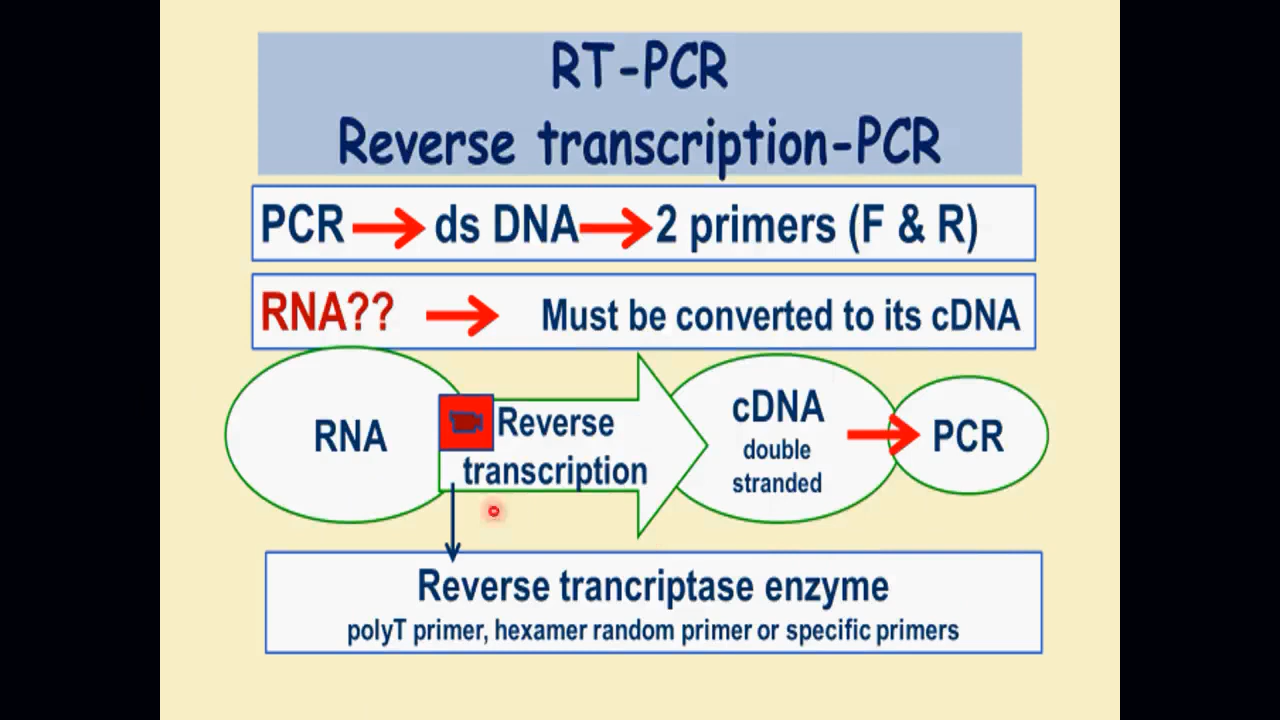 RT-PCR
Reverse transcription-PCR
PCR ds DNA 2 primers (F & R)
RNA?? Must be converted to its cDNA
RNA
Reverse
transcription
cDNA
double
stranded
PCR
Reverse trancriptase enzyme
polyT primer, hexamer random primer or specific primers